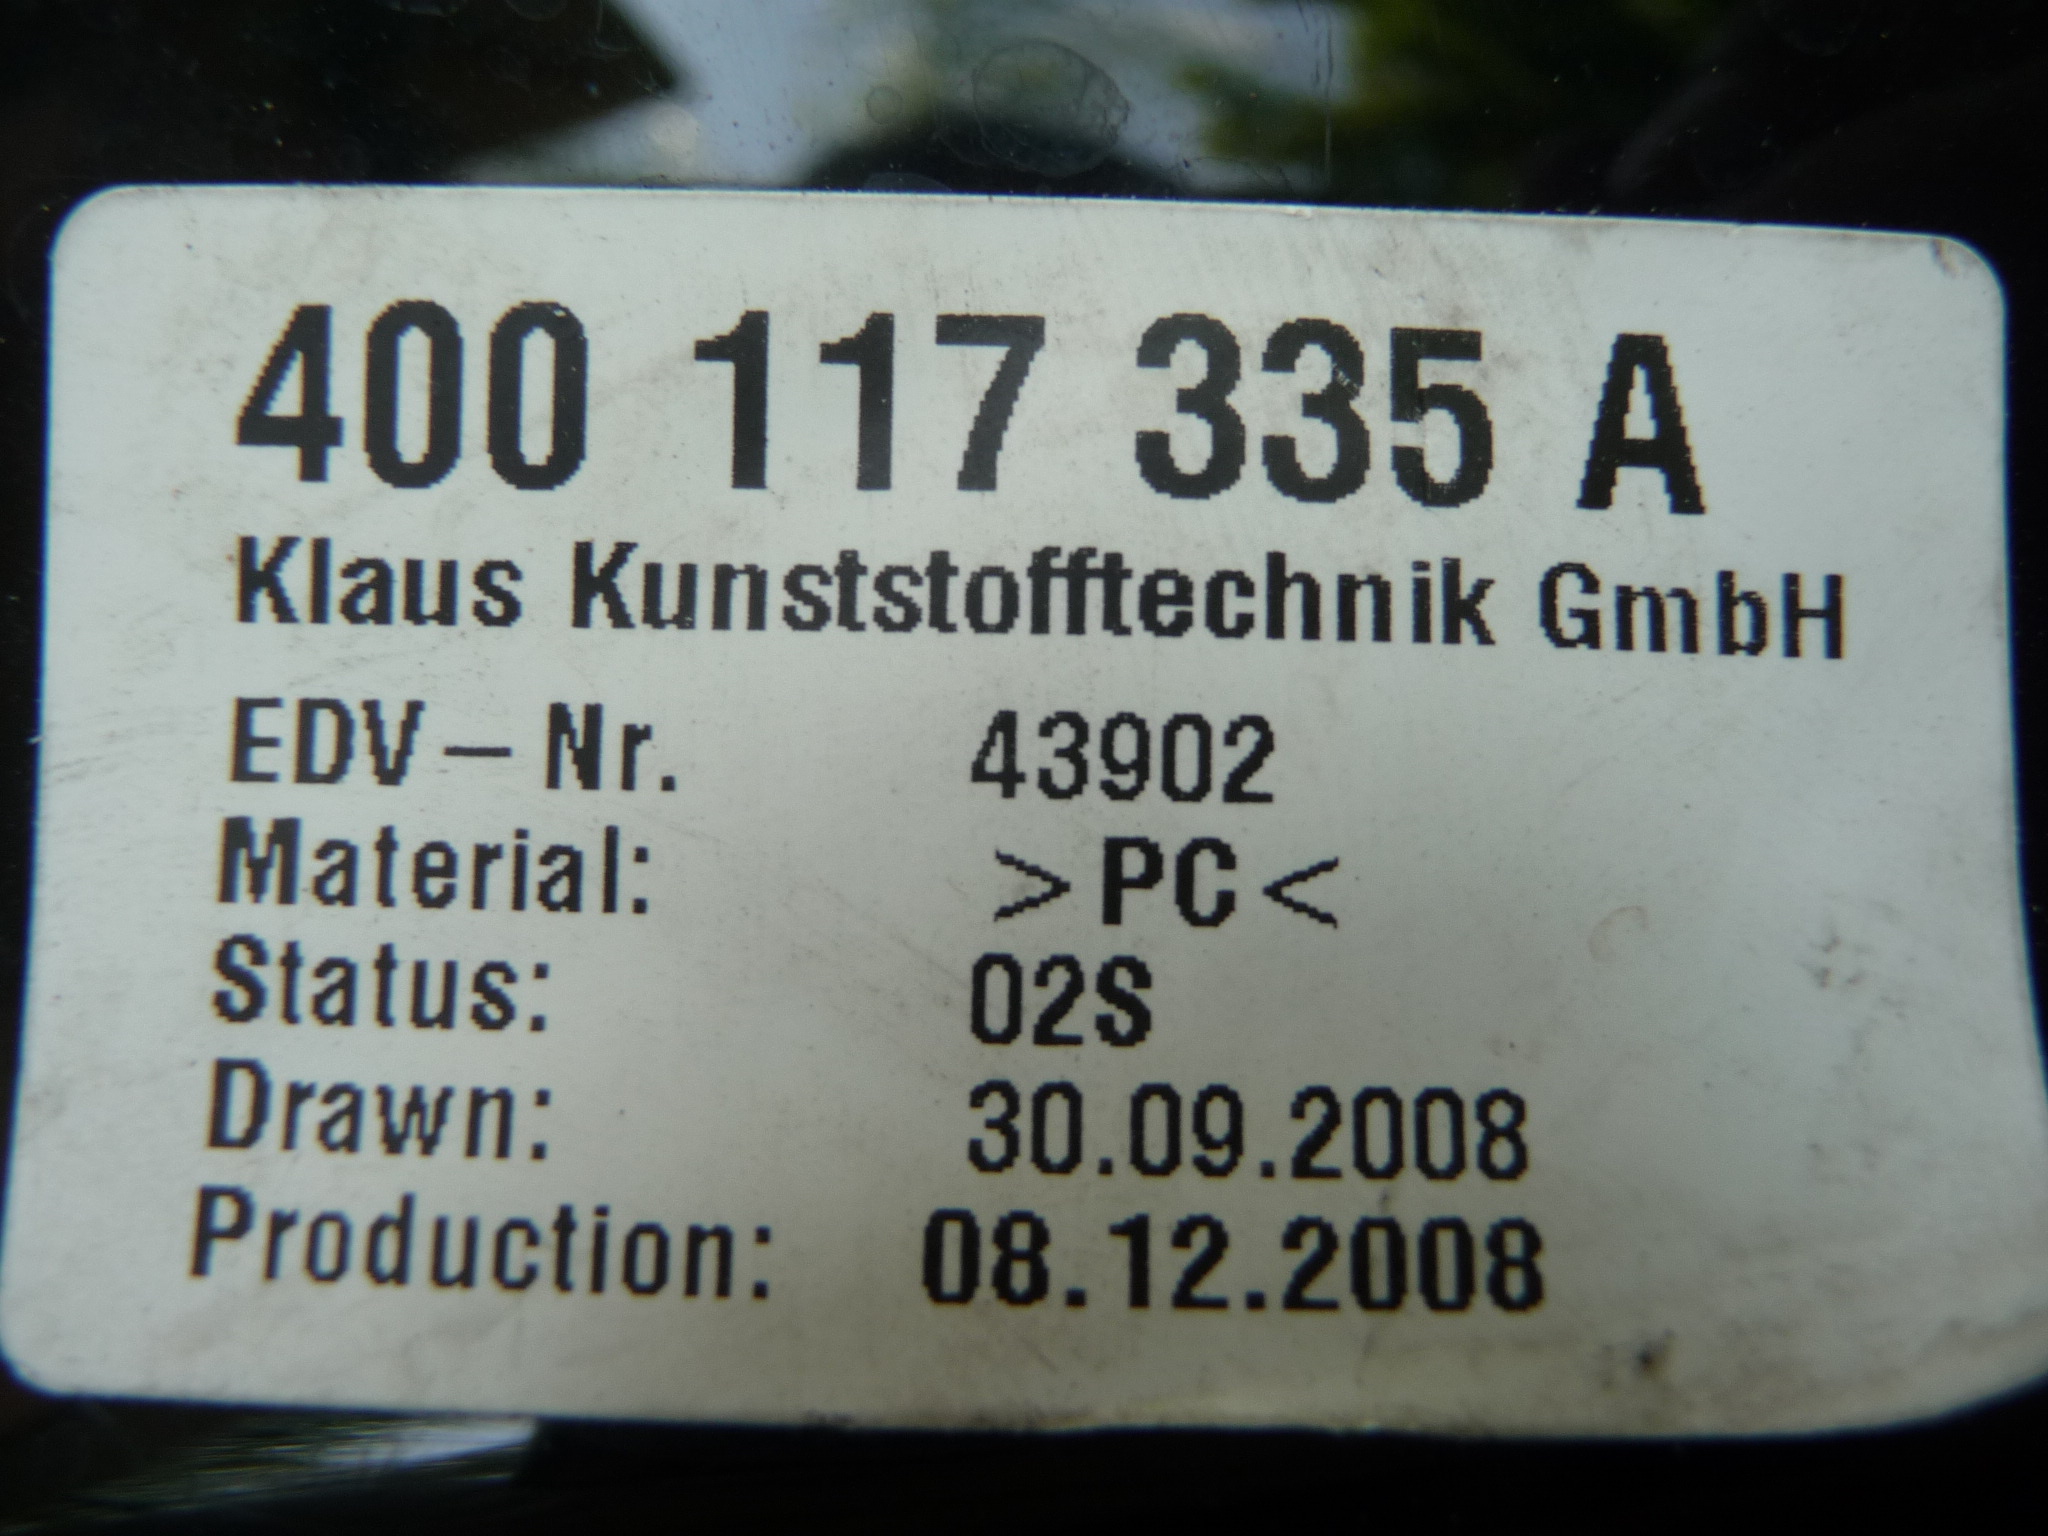 400 117 335 A
Klaus Kunststofftechnik GmbH
EDV-Nr. 43902
Material: >PC<
Status: 02S
Drawn: 30.09.2008
Production: 08.12.2008